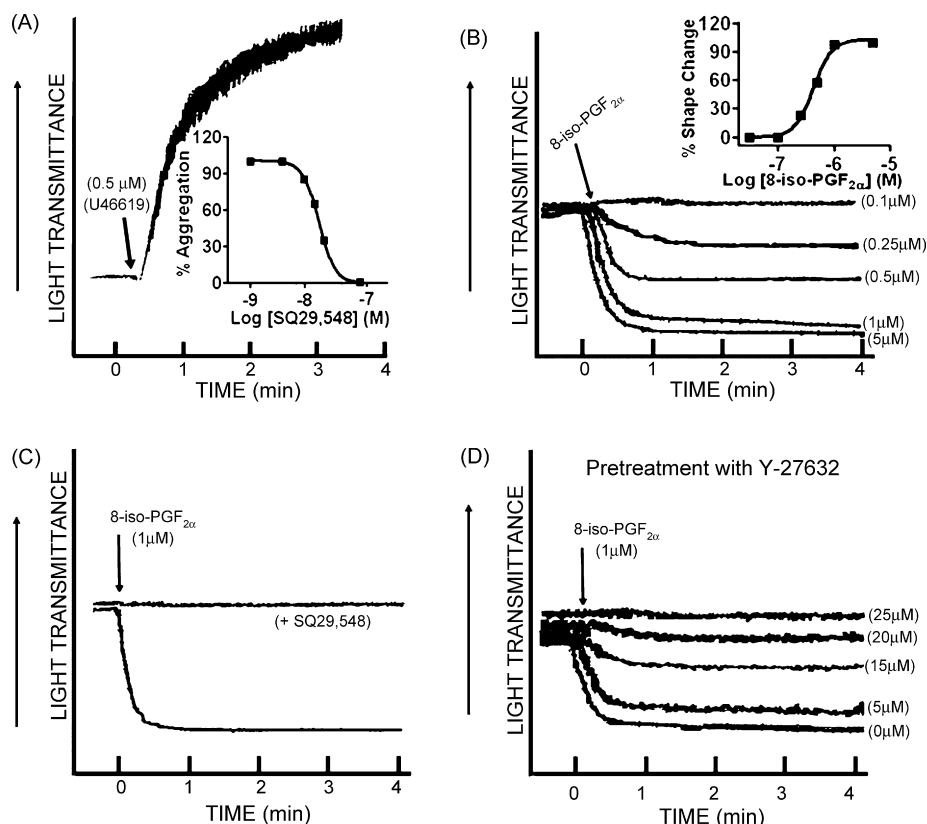 (A)
LIGHT TRANSMITTANCE
(0.5 μM)
(U46619)
% Aggregation
120
90
60
30
0
-9
-8
-7
Log [SQ29,548] (M)
0
1
2
3
4
TIME (min)
(B)
LIGHT TRANSMITTANCE
8-iso-PGF2α
% Shape Change
120
90
60
30
0
-7
-6
-5
Log [8-iso-PGF2α] (M)
(0.1μM)
(0.25μM)
(0.5μM)
(1μM)
(5μM)
0
1
2
3
4
TIME (min)
(C)
LIGHT TRANSMITTANCE
8-iso-PGF2α
(1μM)
(+ SQ29,548)
0
1
2
3
4
TIME (min)
(D)
Pretreatment with Y-27632
LIGHT TRANSMITTANCE
8-iso-PGF2α
(1μM)
(25μM)
(20μM)
(15μM)
(5μM)
(0μM)
0
1
2
3
4
TIME (min)